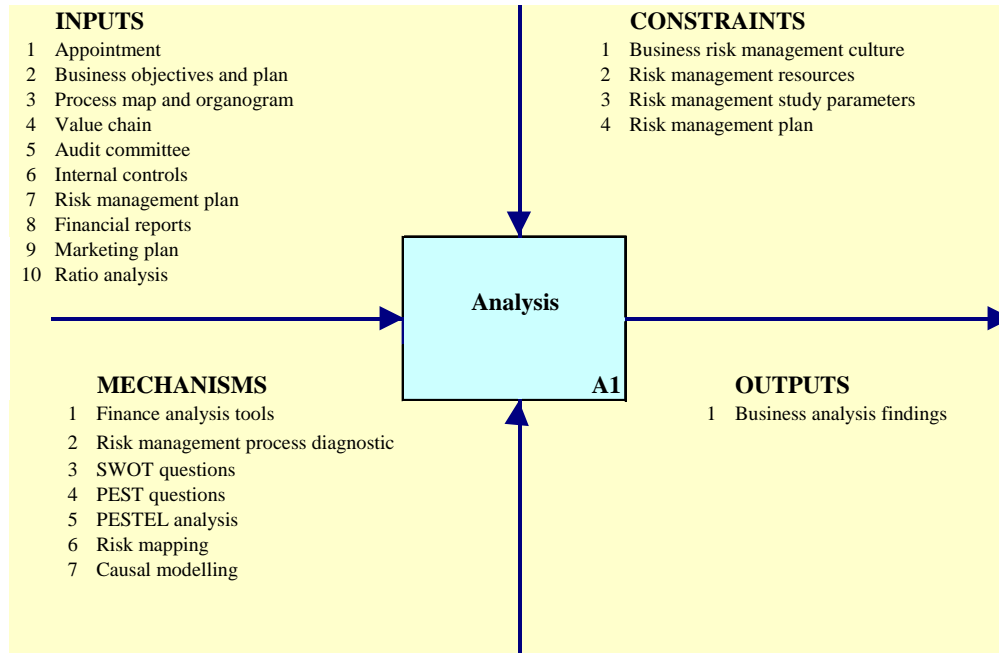 INPUTS
1 Appointment
2 Business objectives and plan
3 Process map and organogram
4 Value chain
5 Audit committee
6 Internal controls
7 Risk management plan
8 Financial reports
9 Marketing plan
10 Ratio analysis
CONSTRAINTS
1 Business risk management culture
2 Risk management resources
3 Risk management study parameters
4 Risk management plan
Analysis
A1
MECHANISMS
1 Finance analysis tools
2 Risk management process diagnostic
3 SWOT questions
4 PEST questions
5 PESTEL analysis
6 Risk mapping
7 Causal modelling
OUTPUTS
1 Business analysis findings